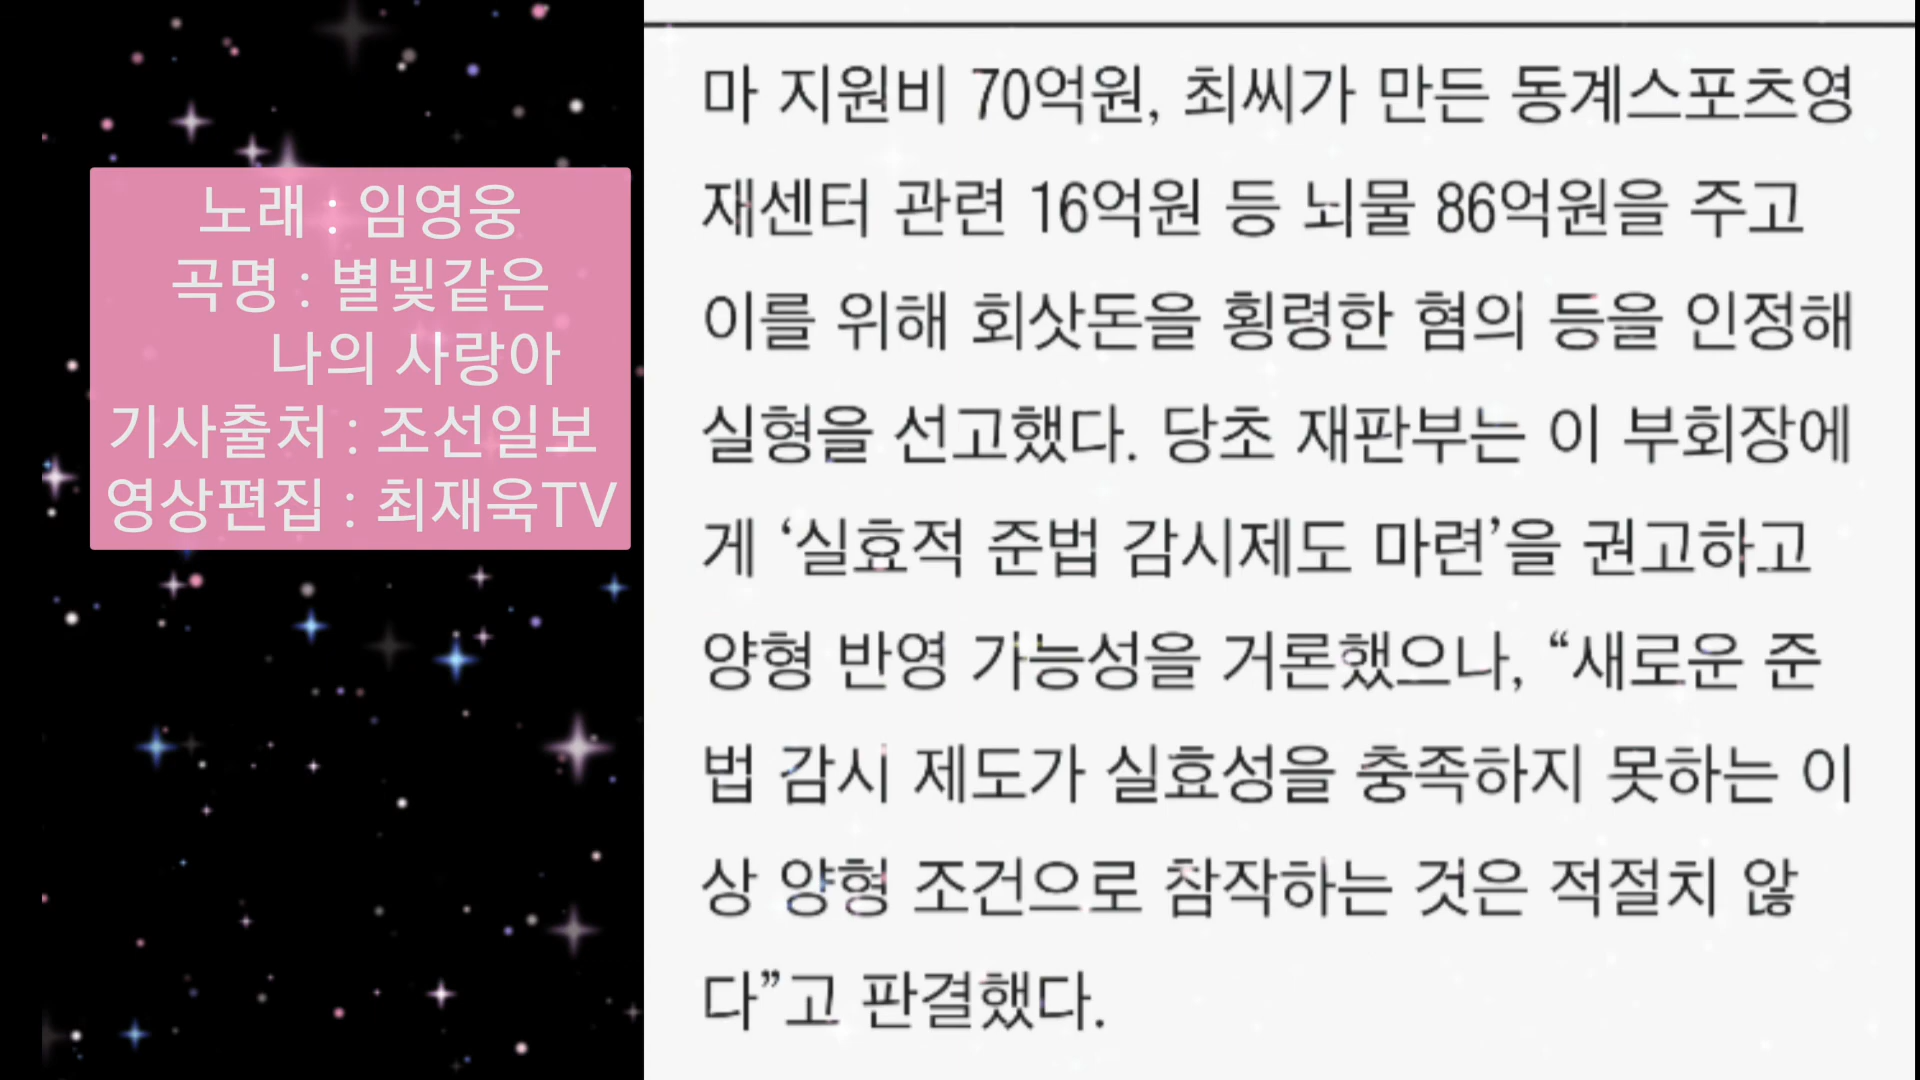 노래 : 임영웅
곡명 : 별빛같은
나의 사랑아
기사출처 : 조선일보
영상편집 : 최재욱TV
마 지원비 70억원, 최씨가 만든 동계스포츠영
재센터 관련 16억원 등 뇌물 86억원을 주고
이를 위해 회삿돈을 횡령한 혐의 등을 인정해
실형을 선고했다. 당초 재판부는 이 부회장에
게 ‘실효적 준법 감시제도 마련’을 권고하고
양형 반영 가능성을 거론했으나, “새로운 준
법 감시 제도가 실효성을 충족하지 못하는 이
상 양형 조건으로 참작하는 것은 적절치 않
다”고 판결했다.